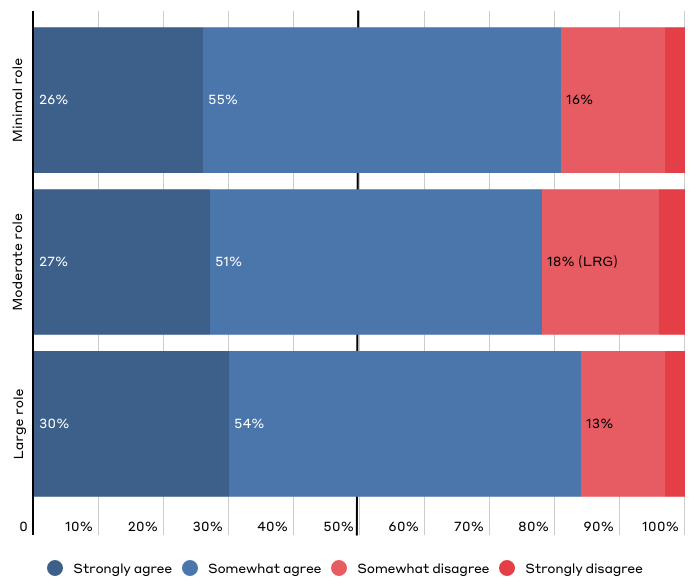 Minimal role
26%
55%
16%
Moderate role
27%
51%
18% (LRG)
Large role
30%
54%
13%
0 10% 20% 30% 40% 50% 60% 70% 80% 90% 100%
Strongly agree Somewhat agree Somewhat disagree Strongly disagree